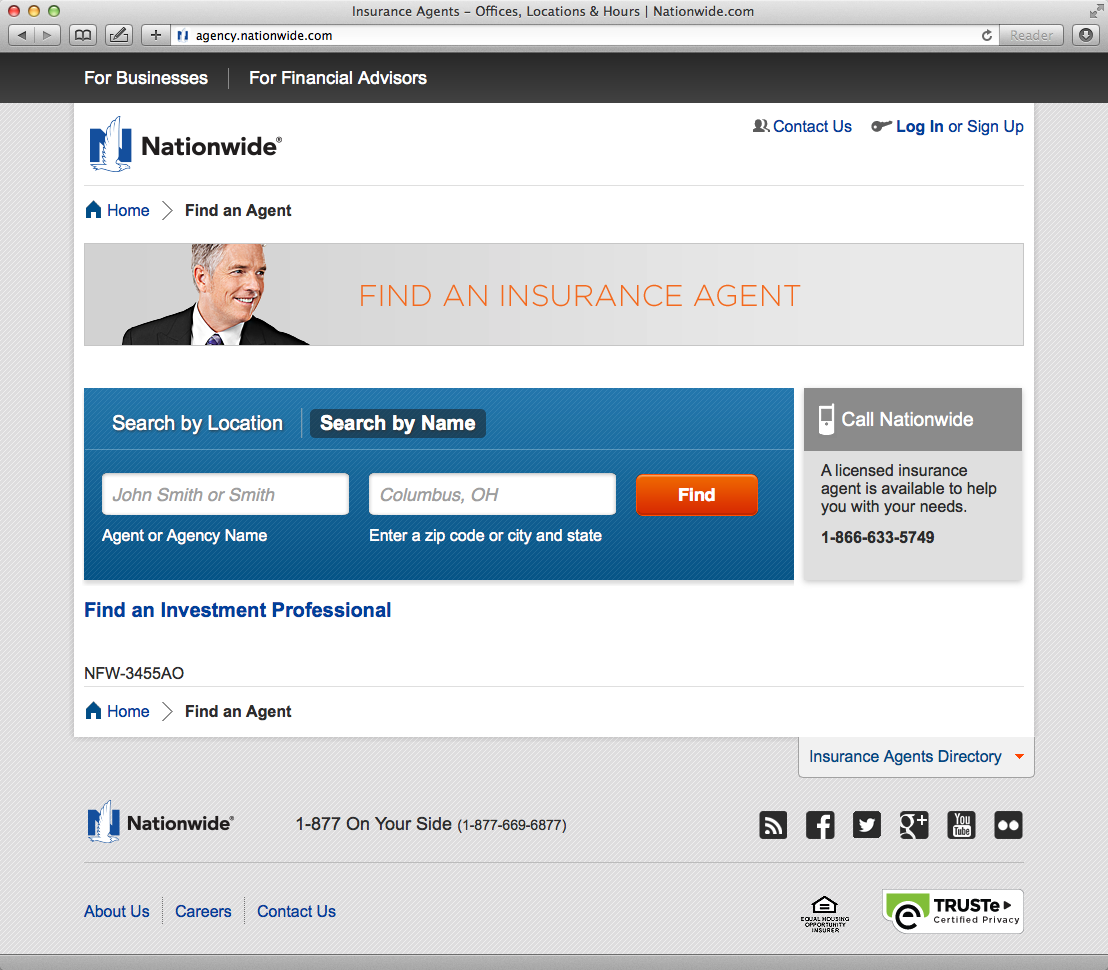 Insurance Agents – Offices, Locations & Hours | Nationwide.com
agency.nationwide.com
Reader
For Businesses
For Financial Advisors
Nationwide®
Contact Us
Log In or Sign Up
Home
Find an Agent
FIND AN INSURANCE AGENT
Search by Location
Search by Name
John Smith or Smith
Columbus, OH
Find
Agent or Agency Name
Enter a zip code or city and state
Call Nationwide
A licensed insurance
agent is available to help
you with your needs.
1-866-633-5749
Find an Investment Professional
NFW-3455AO
Home
Find an Agent
Insurance Agents Directory
Nationwide®
1-877 On Your Side (1-877-669-6877)
g+
You
Tube
About Us
Careers
Contact Us
EQUAL HOUSING
OPPORTUNITY
INSURER
TRUSTe
Certified Privacy